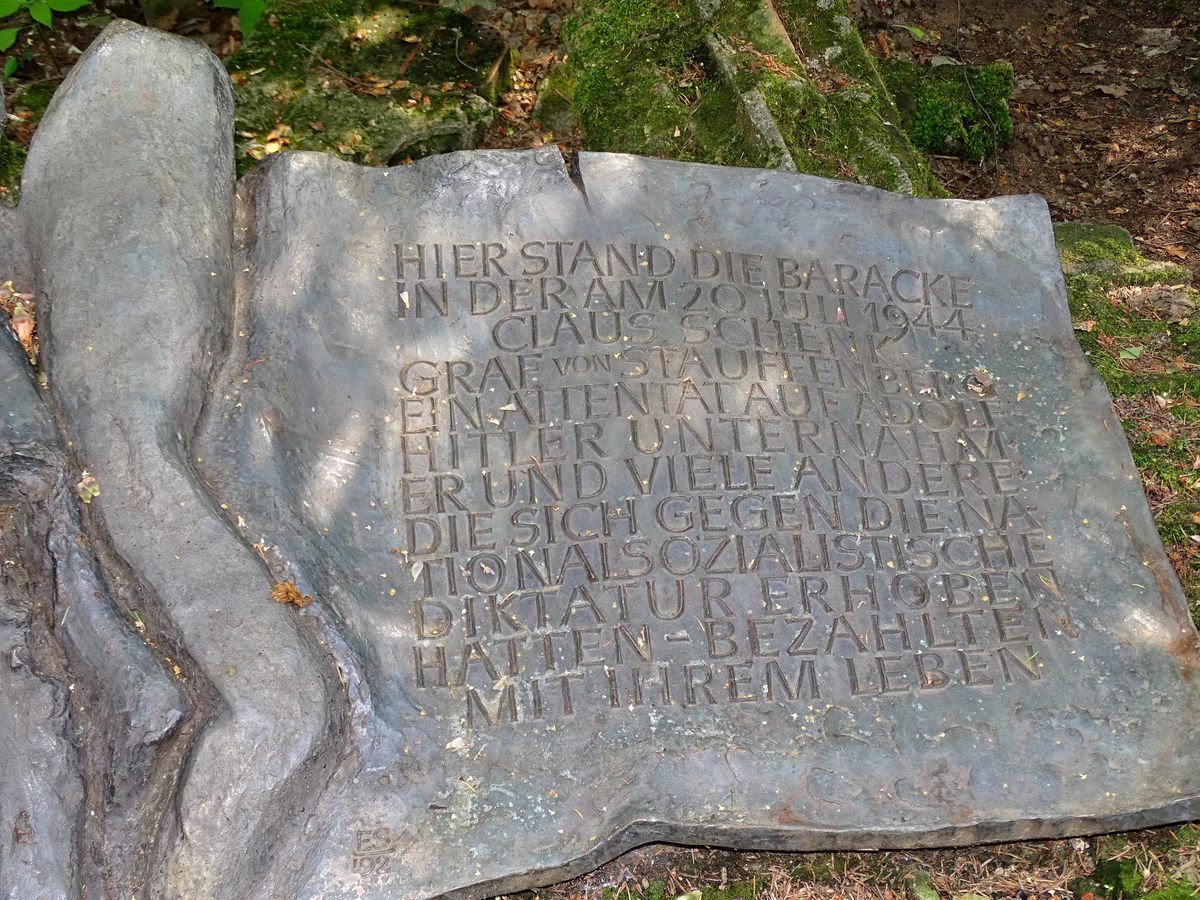 HIER STAND DIE BARACKE
IN DER AM 20 JULI 1944
CLAUS SCHENK
GRAF VON STAUFFENBERG
EIN ATTENTAT AUF ADOLF
HITLER UNTERNAHM
ER UND VIELE ANDERE·
DIE SICH GEGEN DIE NA-
TIONALSOZIALISTISCHE
DIKTATUR ERHOBEN
HATTEN - BEZAHLTEN
MIT IHREM LEBEN
ES
'92